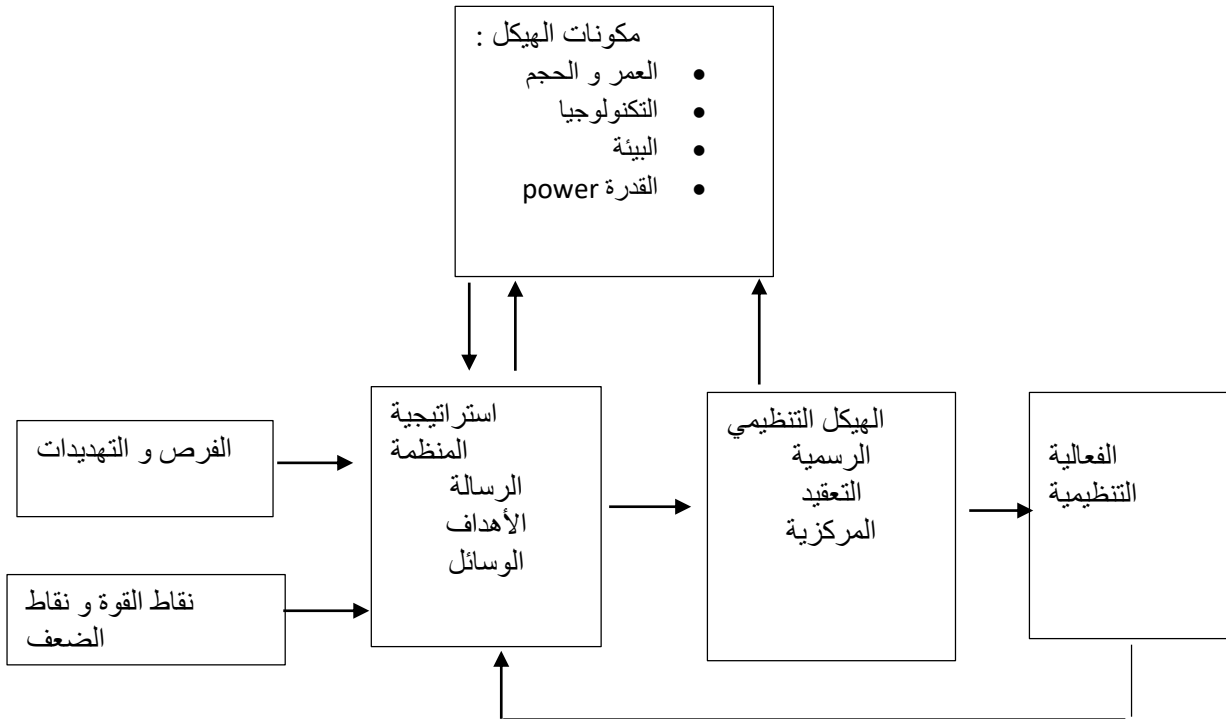 مكونات الهيكل :
العمر و الحجم
التكنولوجيا
البيئة
القدرة power
الفرص و التهديدات
نقاط القوة و نقاط
الضعف
استراتيجية
المنظمة
الرسالة
الأهداف
الوسائل
الهيكل التنظيمي
الرسمية
التعقيد
المركزية
الفعالية
التنظيمية